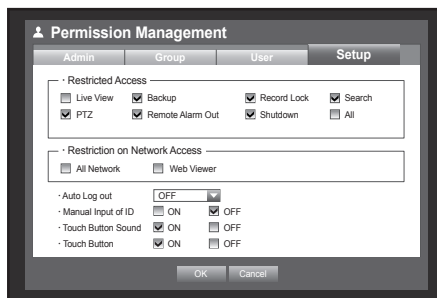 Permission Management
Admin Group User Setup
· Restricted Access
Live View Backup Record Lock Search
PTZ Remote Alarm Out Shutdown All
· Restriction on Network Access
All Network Web Viewer
· Auto Log out OFF
· Manual Input of ID ON OFF
· Touch Button Sound ON OFF
· Touch Button ON OFF
OK Cancel